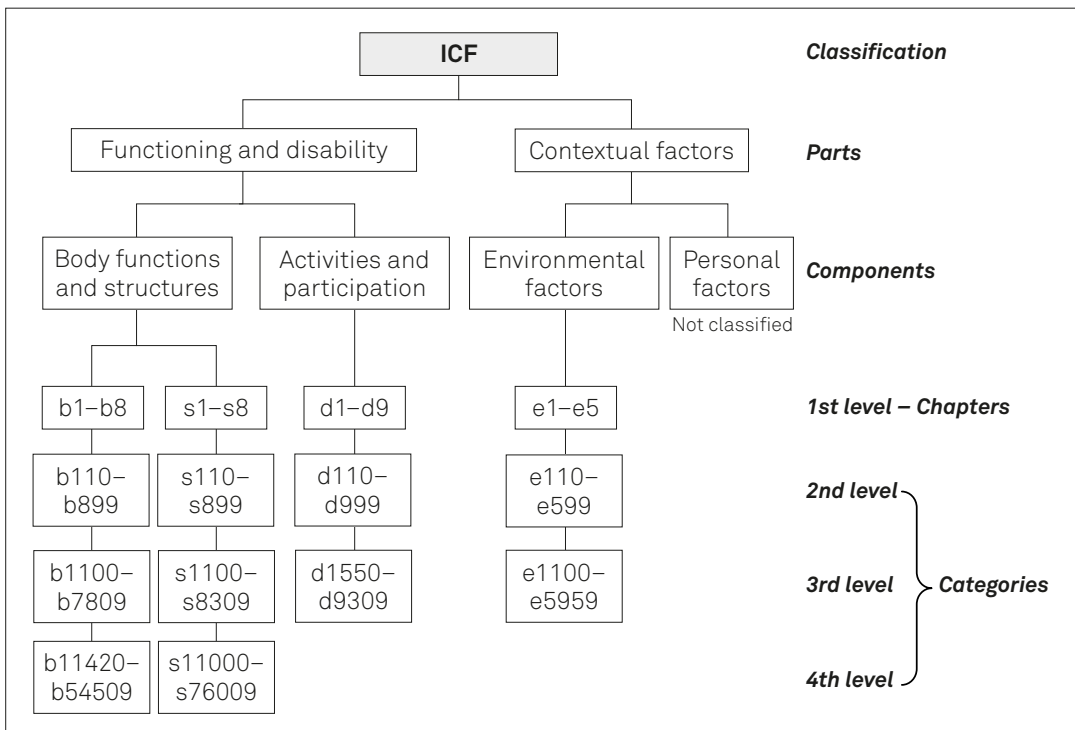 ICF
Classification
Functioning and disability
Contextual factors
Parts
Body functions
and structures
Activities and
participation
Environmental
factors
Personal
factors
Components
Not classified
b1–b8
s1–s8
d1–d9
e1–e5
1st level – Chapters
b110–
b899
s110–
s899
d110–
d999
e110–
e599
2nd level
b1100–
b7809
s1100–
s8309
d1550–
d9309
e1100–
e5959
3rd level
Categories
b11420–
b54509
s11000–
s76009
4th level